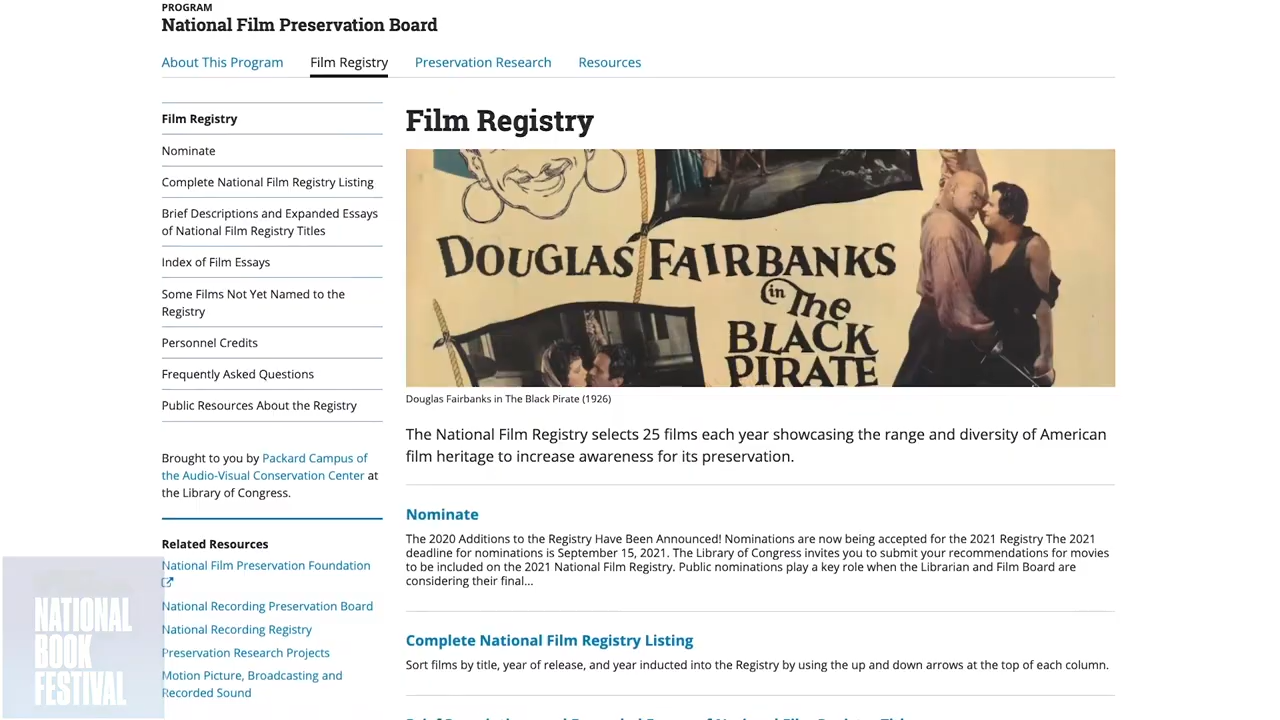 PROGRAM
National Film Preservation Board
About This Program
Film Registry
Preservation Research
Resources
Film Registry
Nominate
Complete National Film Registry Listing
Brief Descriptions and Expanded Essays
of National Film Registry Titles
Index of Film Essays
Some Films Not Yet Named to the
Registry
Personnel Credits
Frequently Asked Questions
Public Resources About the Registry
Brought to you by Packard Campus of
the Audio-Visual Conservation Center at
the Library of Congress.
Related Resources
National Film Preservation Foundation
National Recording Preservation Board
National Recording Registry
Preservation Research Projects
Motion Picture, Broadcasting and
Recorded Sound
NATIONAL
BOOK
FESTIVAL
Film Registry
DOUGLAS FAIRBANKS
in The
BLACK
PIRATE
Douglas Fairbanks in The Black Pirate (1926)
The National Film Registry selects 25 films each year showcasing the range and diversity of American
film heritage to increase awareness for its preservation.
Nominate
The 2020 Additions to the Registry Have Been Announced! Nominations are now being accepted for the 2021 Registry The 2021
deadline for nominations is September 15, 2021. The Library of Congress invites you to submit your recommendations for movies
to be included on the 2021 National Film Registry. Public nominations play a key role when the Librarian and Film Board are
considering their final...
Complete National Film Registry Listing
Sort films by title, year of release, and year inducted into the Registry by using the up and down arrows at the top of each column.